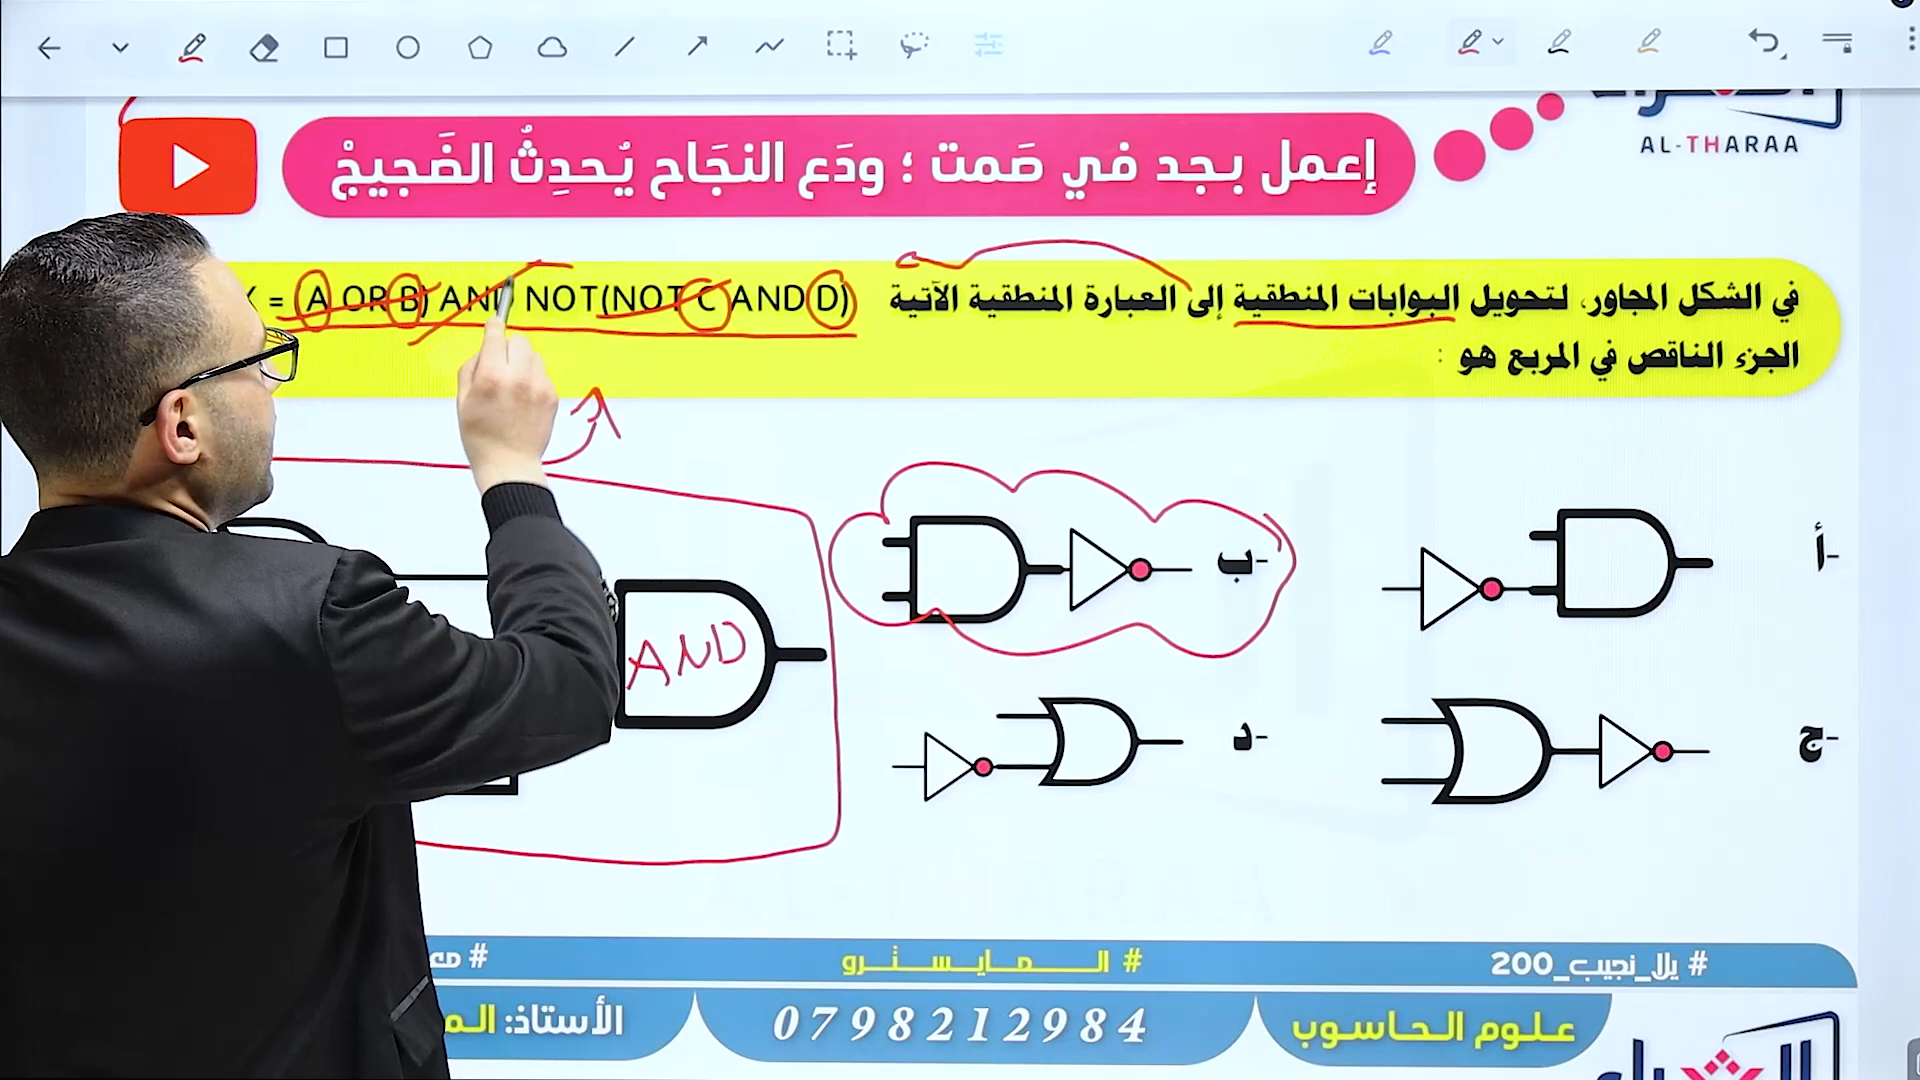 AL-THARAA
إعمل بجد في صَمت ؛ ودَع النجَاح يُحدِثُ الضَجيجْ
في الشكل المجاور، لتحويل البوابات المنطقية إلى العبارة المنطقية الآتية
= A OR B) AND NOT(NOT C AND D)
الجزء الناقص في المربع هو :
أ-
ب-
AND
ج-
د-
# يلا_نجيب_200
# المايسترو
#
علوم الحاسوب
0798212984
الأستاذ: